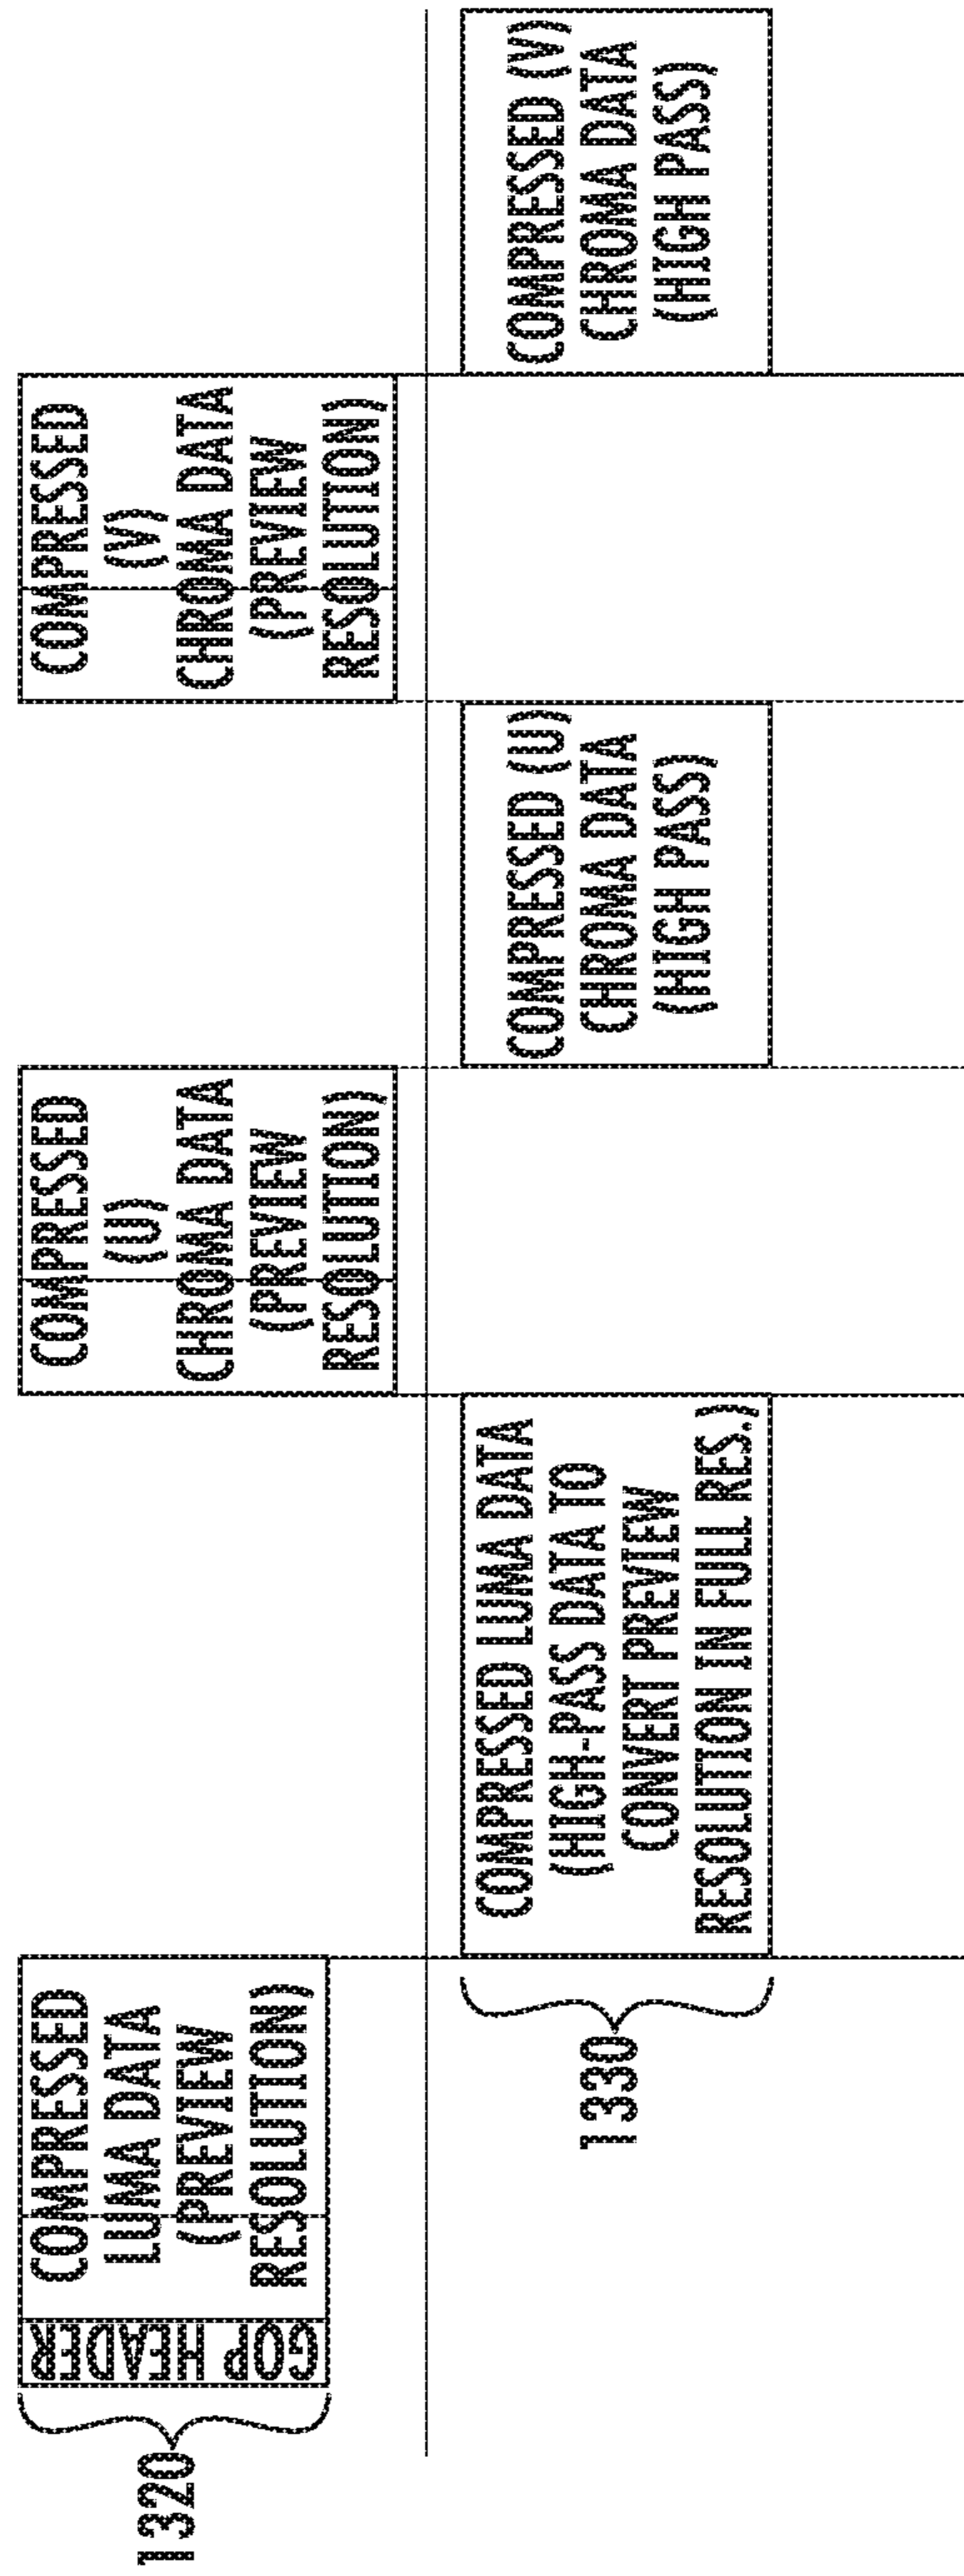 1320
GOP HEADER
COMPRESSED
LUMA DATA
(PREVIEW
RESOLUTION)
COMPRESSED
(U)
CHROMA DATA
(PREVIEW
RESOLUTION)
COMPRESSED
(V)
CHROMA DATA
(PREVIEW
RESOLUTION)
1330
COMPRESSED LUMA DATA
(HIGH-PASS DATA TO
CONVERT PREVIEW
RESOLUTION IN FULL RES.)
COMPRESSED (U)
CHROMA DATA
(HIGH PASS)
COMPRESSED (V)
CHROMA DATA
(HIGH PASS)